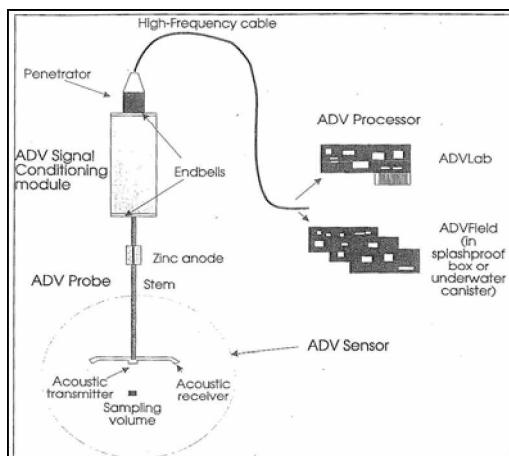 High-Frequency cable
Penetrator
ADV Processor
ADV Signal
Conditioning
module
Endbells
ADVLab
ADVField
(in
splashproof
box or
underwater
canister)
Zinc anode
ADV Probe
Stem
ADV Sensor
Acoustic
transmitter
Acoustic
receiver
Sampling
volume